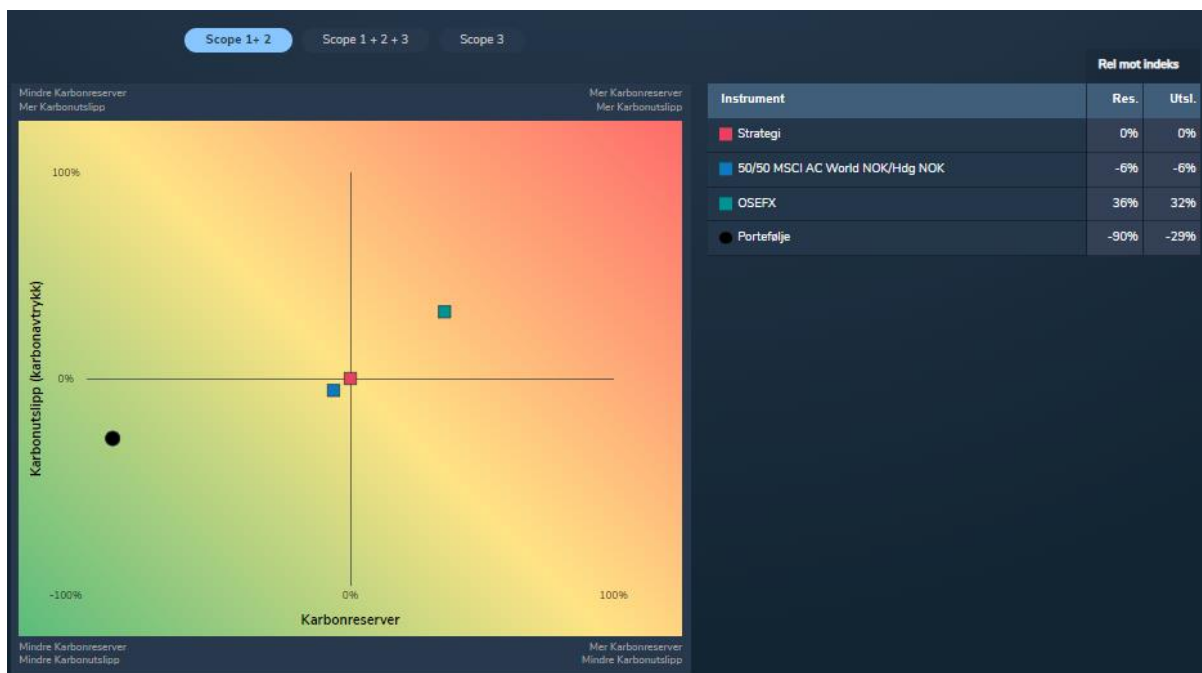 Scope 1+ 2 Scope 1 + 2 + 3 Scope 3
Rel mot indeks
Mindre Karbonreserver
Mer Karbonutslipp
Mer Karbonreserver
Mer Karbonutslipp
100%
0%
-100%
0%
100%
Karbonutslipp (karbonavtrykk)
Karbonreserver
Mindre Karbonreserver
Mindre Karbonutslipp
Mer Karbonreserver
Mindre Karbonutslipp
Instrument Res. Utsl.
Strategi 0% 0%
50/50 MSCI AC World NOK/Hdg NOK -6% -6%
OSEFX 36% 32%
Portefølje -90% -29%